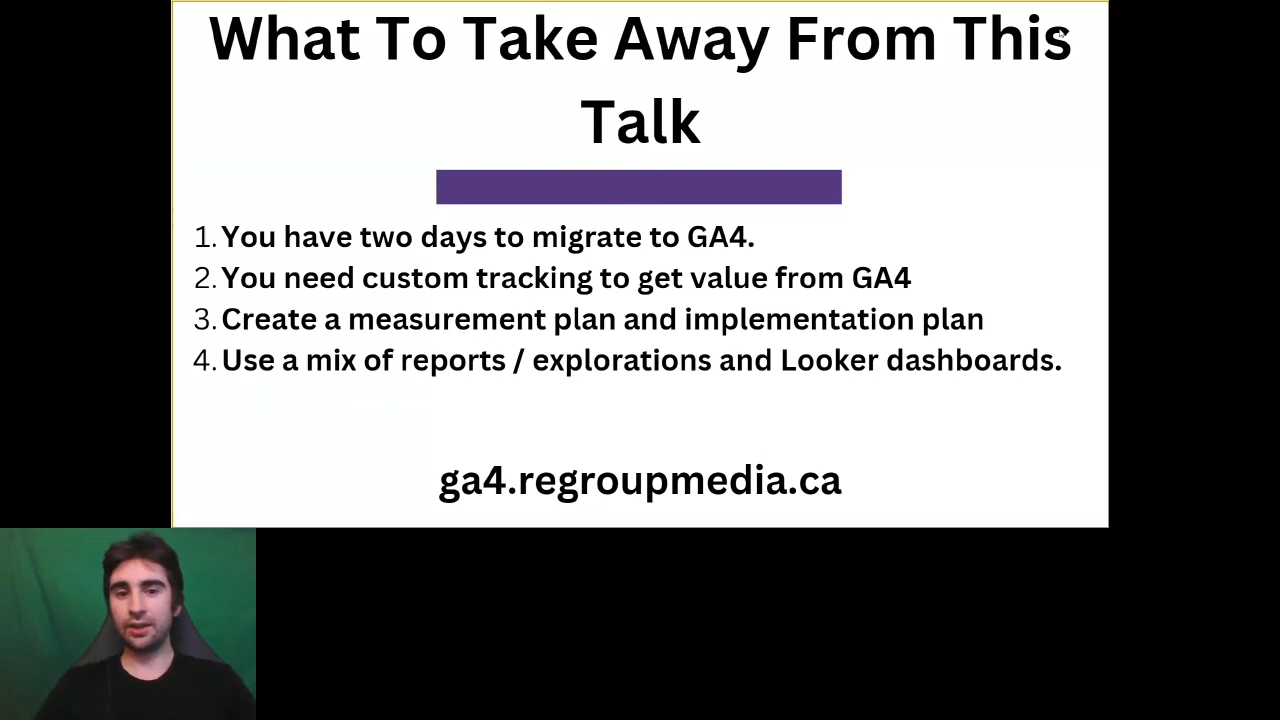 What To Take Away From This
Talk
1. You have two days to migrate to GA4.
2. You need custom tracking to get value from GA4
3. Create a measurement plan and implementation plan
4. Use a mix of reports / explorations and Looker dashboards.
ga4.regroupmedia.ca